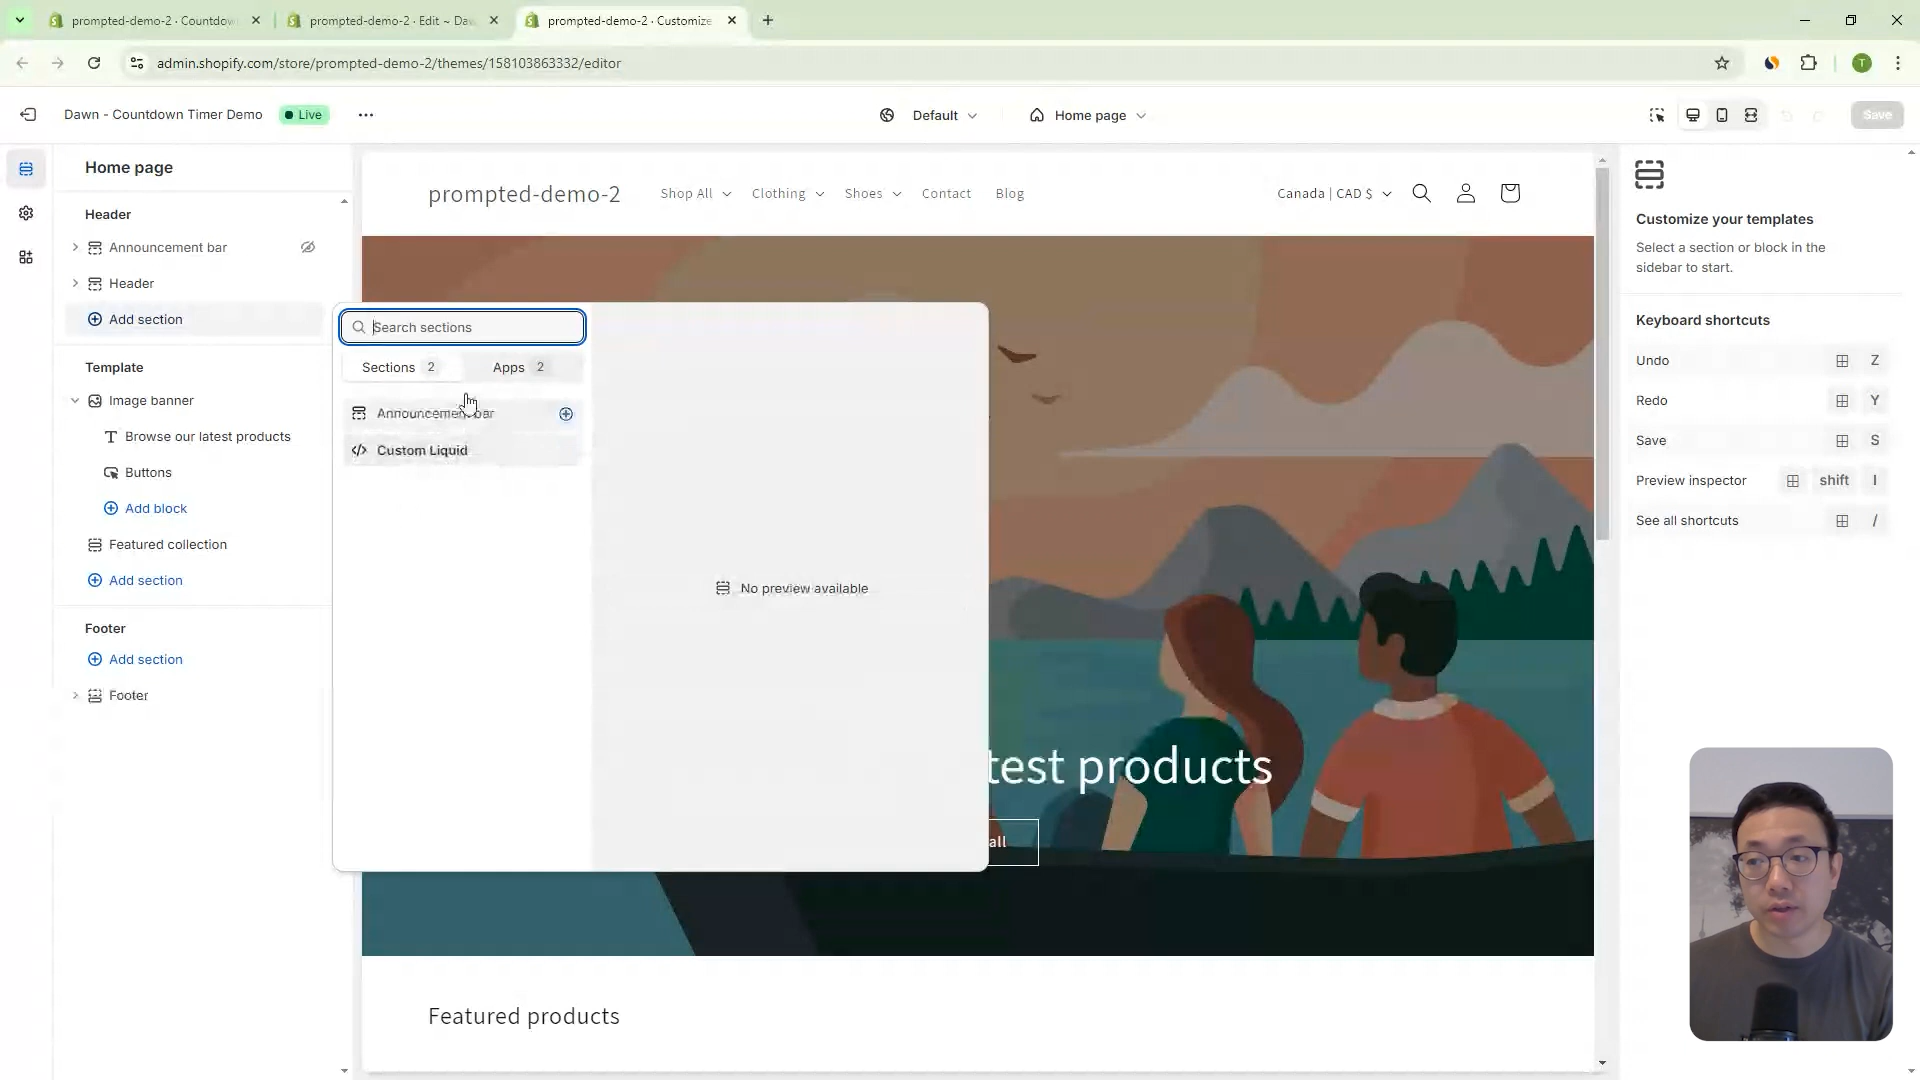 prompted-demo-2 · Countdow
prompted-demo-2 · Edit ~ Daw
prompted-demo-2 · Customize
admin.shopify.com/store/prompted-demo-2/themes/158103863332/editor
T
Dawn - Countdown Timer Demo
Live
Default
Home page
Save
Home page
Header
Announcement bar
Header
Add section
Template
Image banner
Browse our latest products
Buttons
Add block
Featured collection
Add section
Footer
Add section
Footer
Search sections
Sections 2
Apps 2
Announcement bar
Custom Liquid
No preview available
prompted-demo-2
Shop All
Clothing
Shoes
Contact
Blog
Canada | CAD $
test products
all
Featured products
Customize your templates
Select a section or block in the
sidebar to start.
Keyboard shortcuts
Undo Z
Redo Y
Save S
Preview inspector shift I
See all shortcuts /